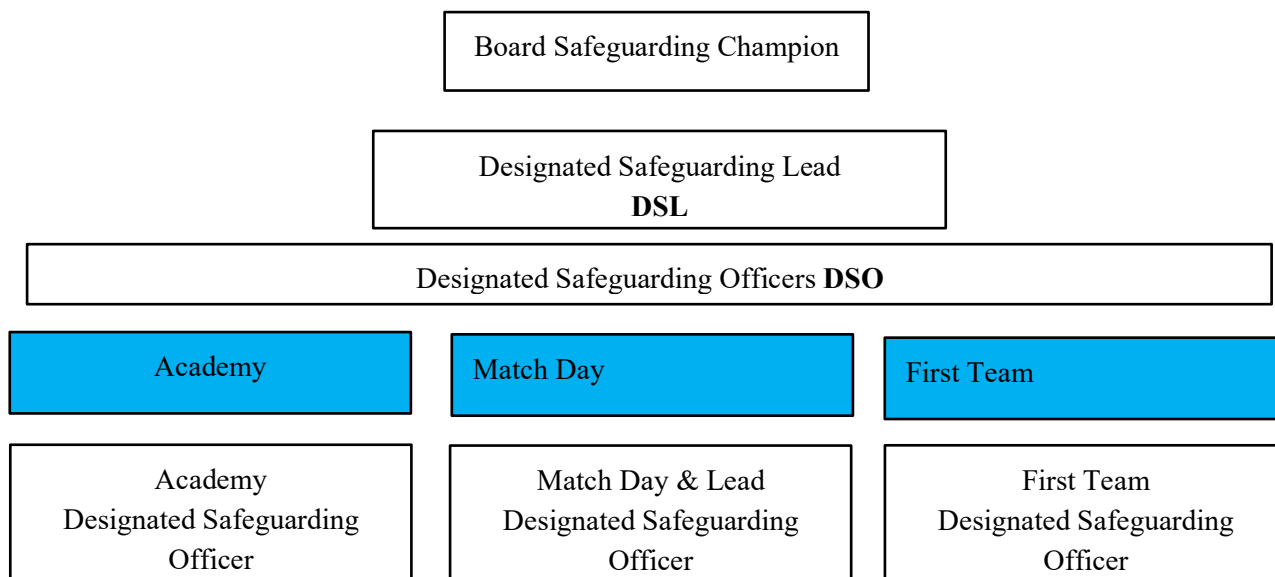 Board Safeguarding Champion
Designated Safeguarding Lead
DSL
Designated Safeguarding Officers DSO
Academy
Match Day
First Team
Academy
Designated Safeguarding
Officer
Match Day & Lead
Designated Safeguarding
Officer
First Team
Designated Safeguarding
Officer